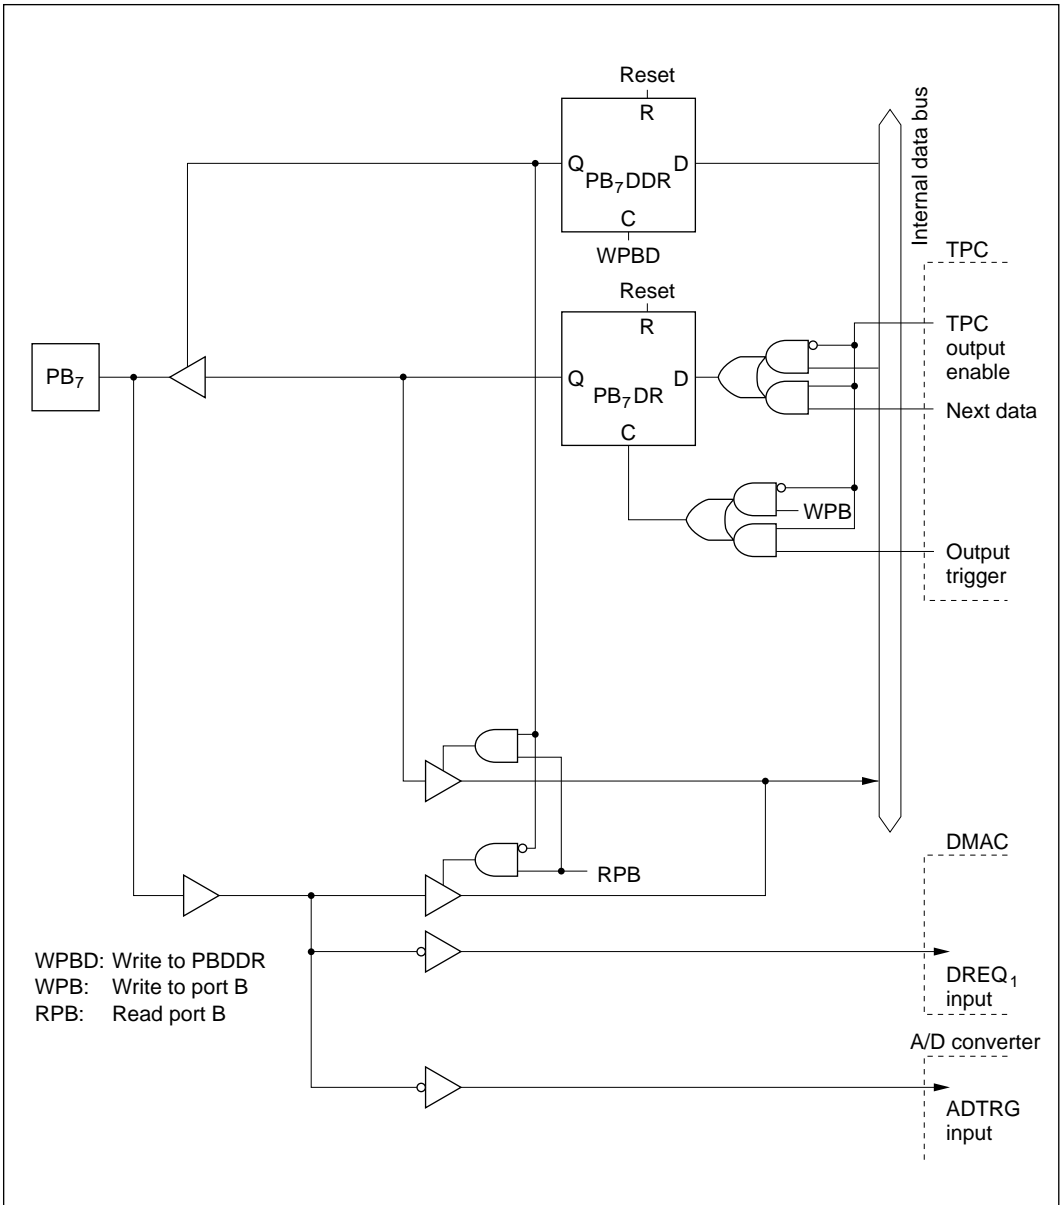 Reset
R
Q
PB7DDR
D
C
WPBD
Internal data bus
TPC
Reset
R
Q
PB7DR
D
C
PB7
TPC
output
enable
Next data
WPB
Output
trigger
RPB
DMAC
DREQ1
input
WPBD: Write to PBDDR
WPB: Write to port B
RPB: Read port B
A/D converter
ADTRG
input